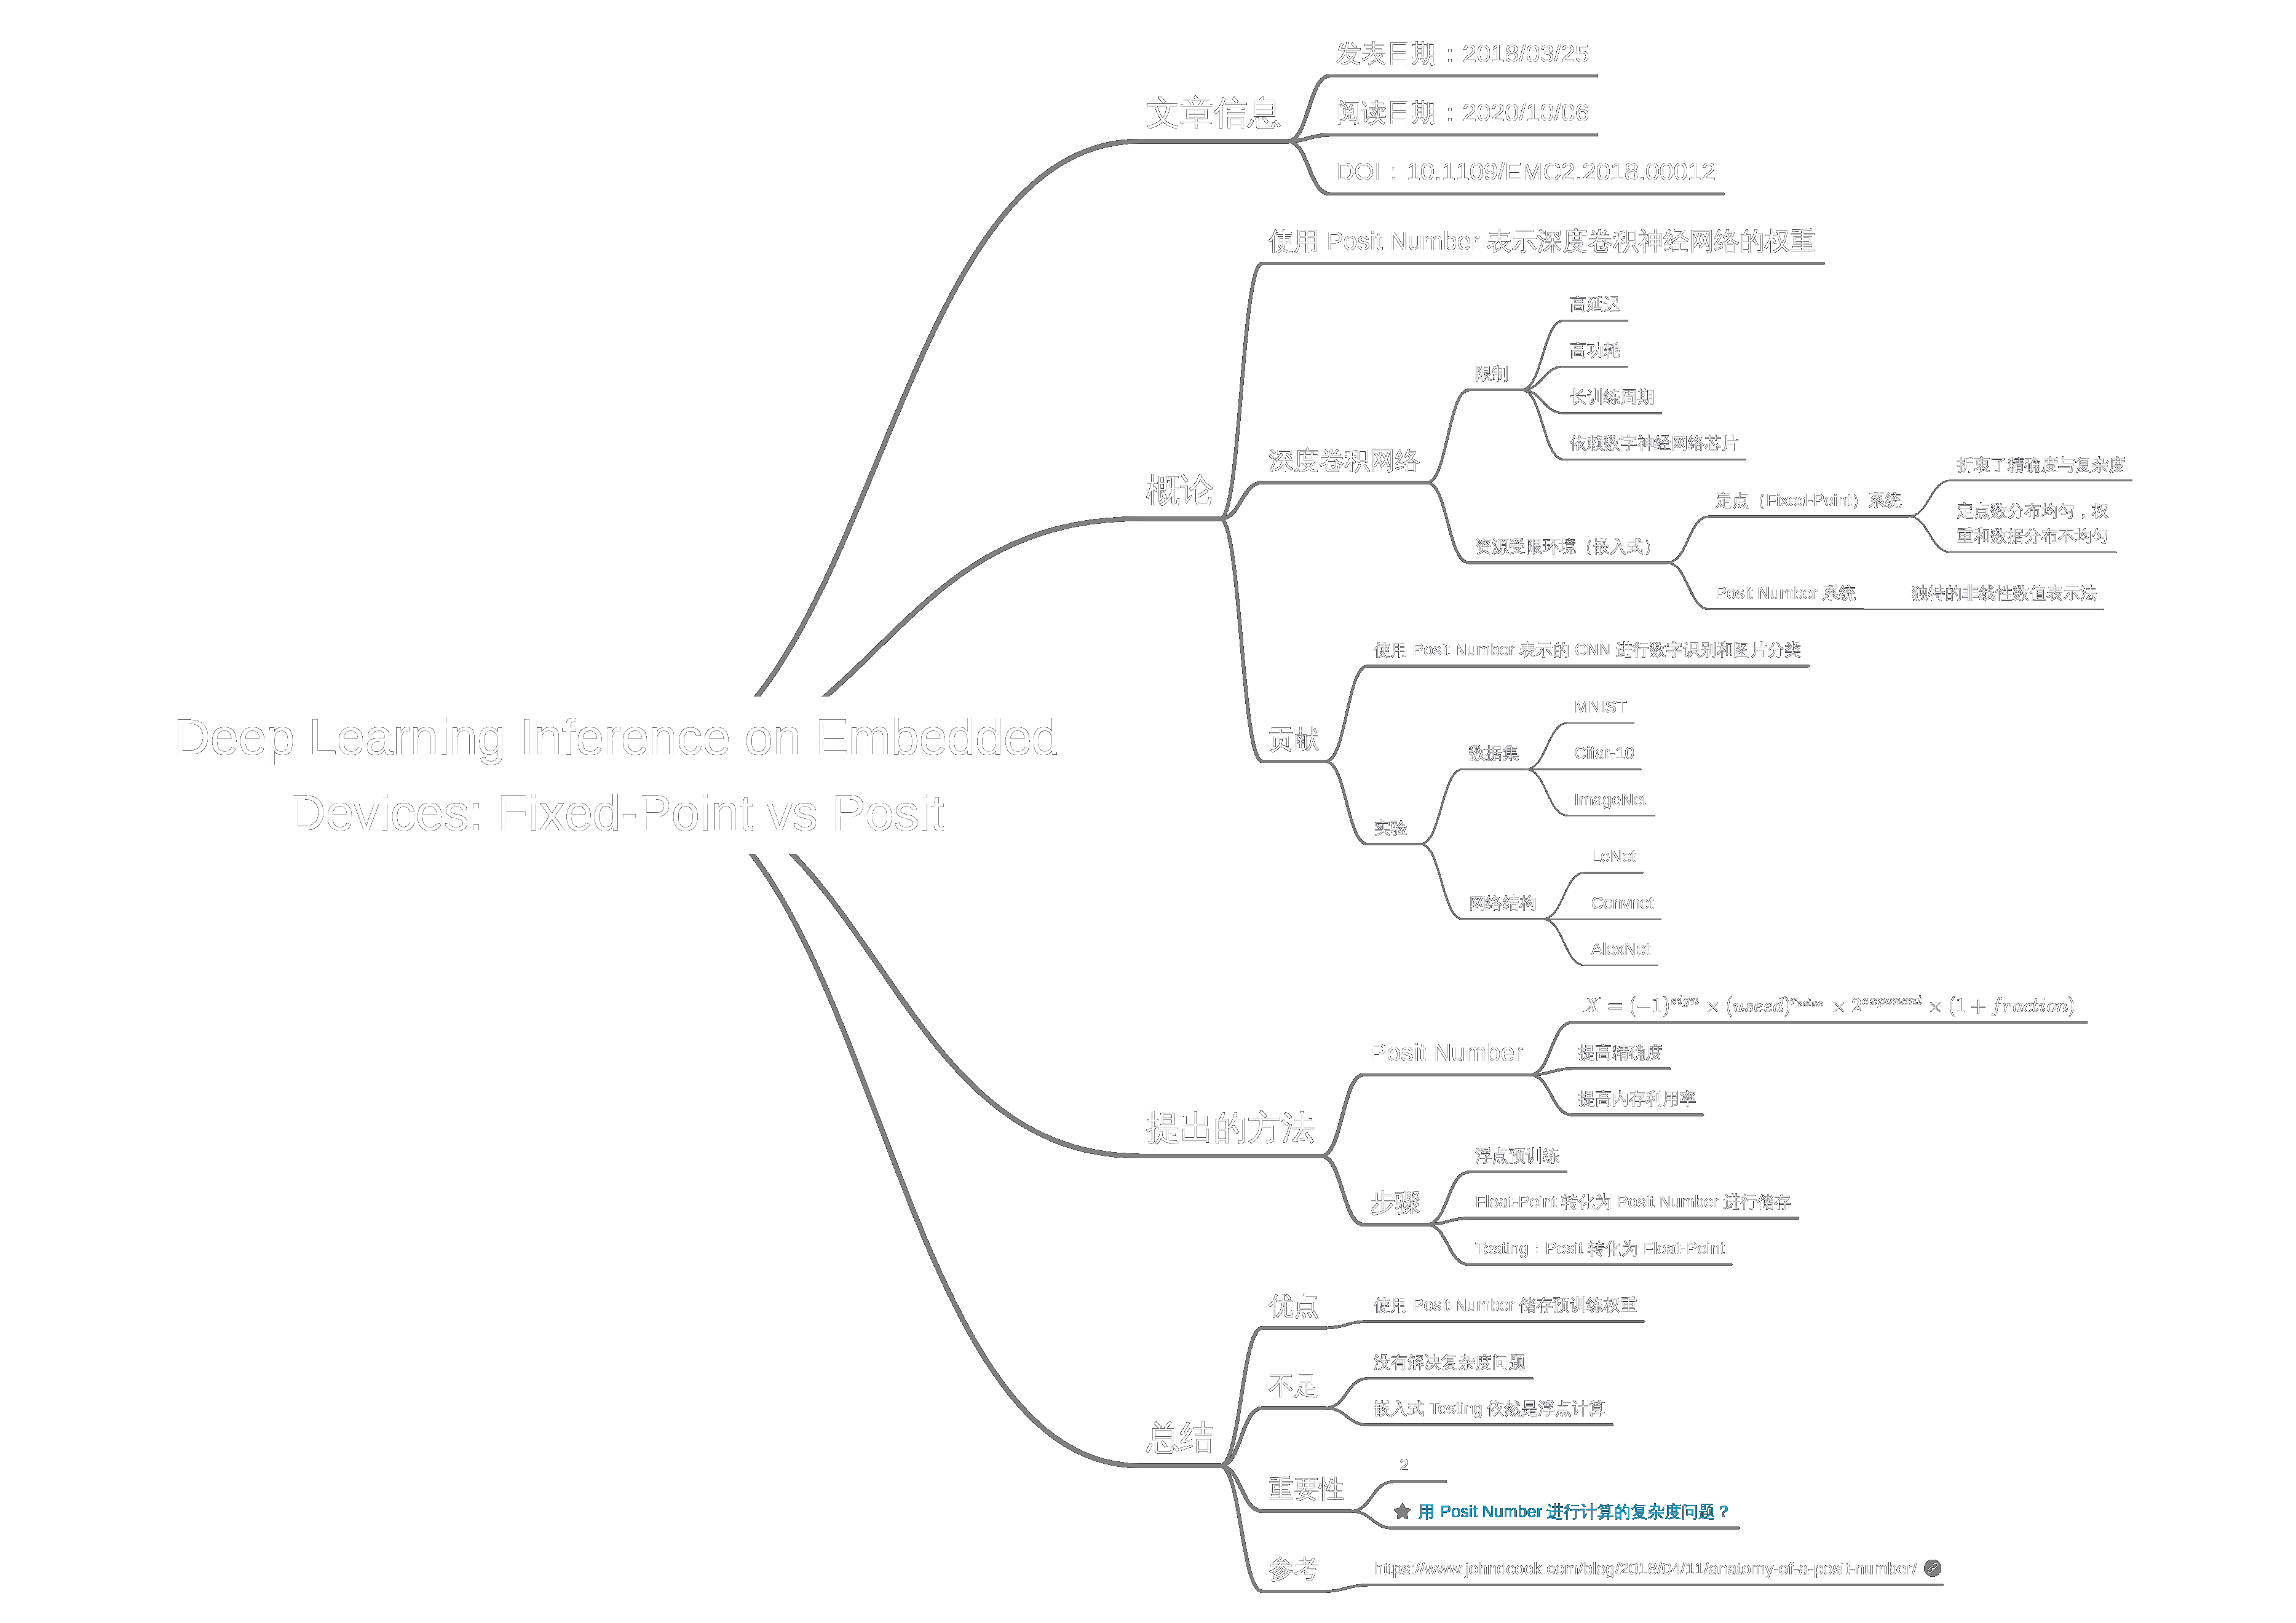 Deep Learning Inference on Embedded
Devices: Fixed-Point vs Posit
文章信息
发表日期：2018/03/25
阅读日期：2020/10/06
DOI：10.1109/EMC2.2018.00012
概论
使用 Posit Number 表示深度卷积神经网络的权重
深度卷积网络
限制
高延迟
高功耗
长训练周期
依赖数字神经网络芯片
资源受限环境（嵌入式）
定点（Fixed-Point）系统
折衷了精确度与复杂度
定点数分布均匀，权
重和数据分布不均匀
Posit Number 系统
独特的非线性数值表示法
贡献
使用 Posit Number 表示的 CNN 进行数字识别和图片分类
实验
数据集
MNIST
Cifar-10
ImageNet
网络结构
LeNet
Convnet
AlexNet
提出的方法
Posit Number
X = (−1)^sign × (useed)^rvalue × 2^exponent × (1 + fraction)
提高精确度
提高内存利用率
步骤
浮点预训练
Float-Point 转化为 Posit Number 进行储存
Testing：Posit 转化为 Float-Point
总结
优点
使用 Posit Number 储存预训练权重
不足
没有解决复杂度问题
嵌入式 Testing 依然是浮点计算
重要性
2
用 Posit Number 进行计算的复杂度问题？
参考
https://www.johndcook.com/blog/2018/04/11/anatomy-of-a-posit-number/